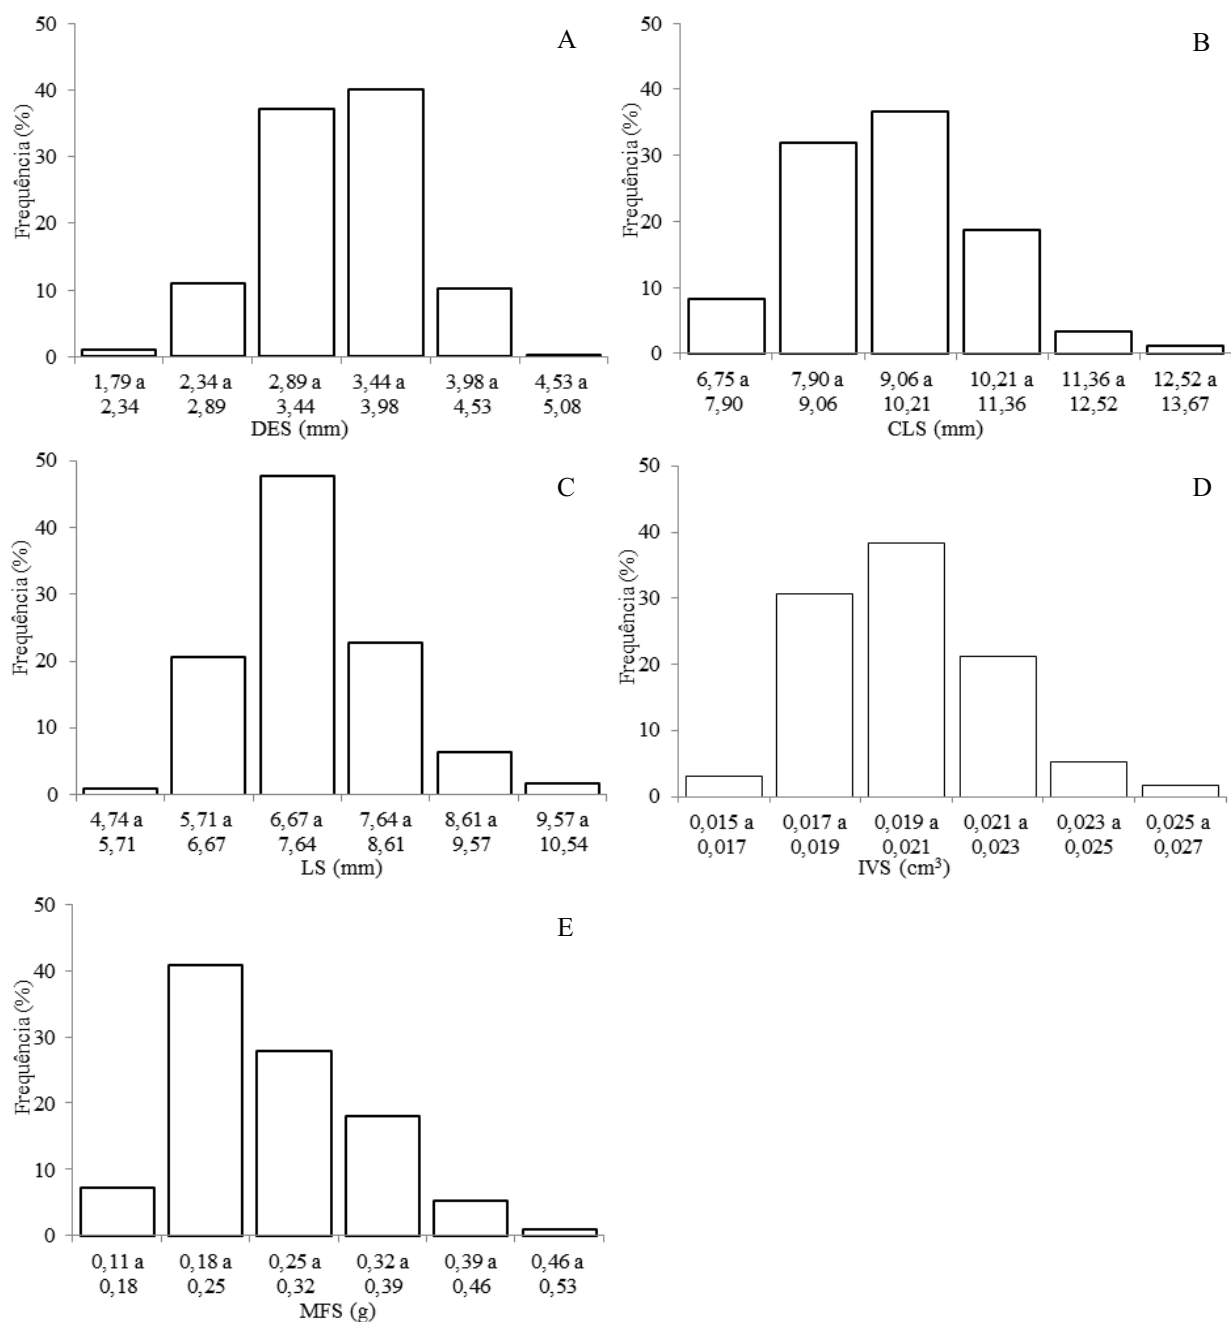 A
Frequência (%)
50
40
30
20
10
0
1,79 a 2,34 a 2,89 a 3,44 a 3,98 a 4,53 a
2,34 2,89 3,44 3,98 4,53 5,08
DES (mm)
B
Frequência (%)
50
40
30
20
10
0
6,75 a 7,90 a 9,06 a 10,21 a 11,36 a 12,52 a
7,90 9,06 10,21 11,36 12,52 13,67
CLS (mm)
C
Frequência (%)
50
40
30
20
10
0
4,74 a 5,71 a 6,67 a 7,64 a 8,61 a 9,57 a
5,71 6,67 7,64 8,61 9,57 10,54
LS (mm)
D
Frequência (%)
50
40
30
20
10
0
0,015 a 0,017 a 0,019 a 0,021 a 0,023 a 0,025 a
0,017 0,019 0,021 0,023 0,025 0,027
IVS (cm³)
E
Frequência (%)
50
40
30
20
10
0
0,11 a 0,18 a 0,25 a 0,32 a 0,39 a 0,46 a
0,18 0,25 0,32 0,39 0,46 0,53
MFS (g)